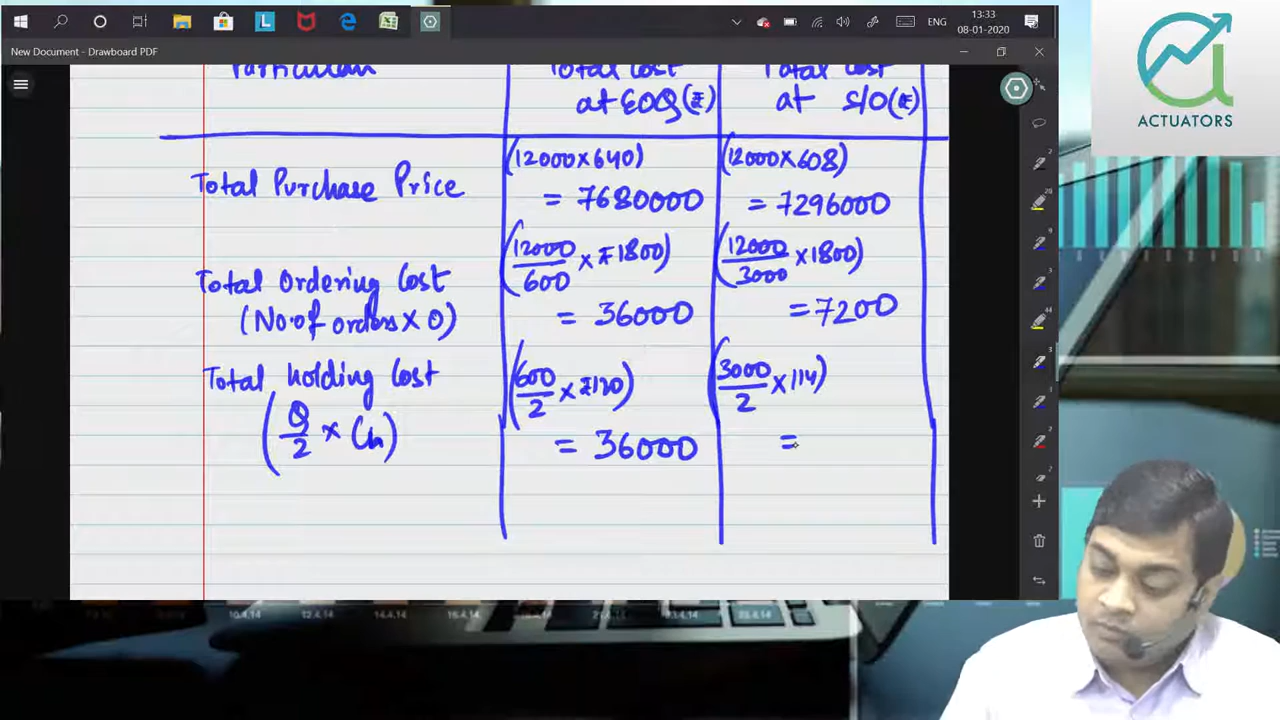 13:33
ENG
08-01-2020
New Document - Drawboard PDF
Particulars Total Cost Total Cost
at EOQ(₹) at S/O(₹)
(12000×640) (12000×608)
Total Purchase Price = 7680000 = 7296000
(12000/600 × ₹1800) (12000/3000 ×1800)
Total Ordering Cost
(No. of orders × O) = 36000 = 7200
Total holding Cost (600/2 × ₹120) (3000/2 × 114)
(Q/2 × Ch) = 36000 =
ACTUATORS